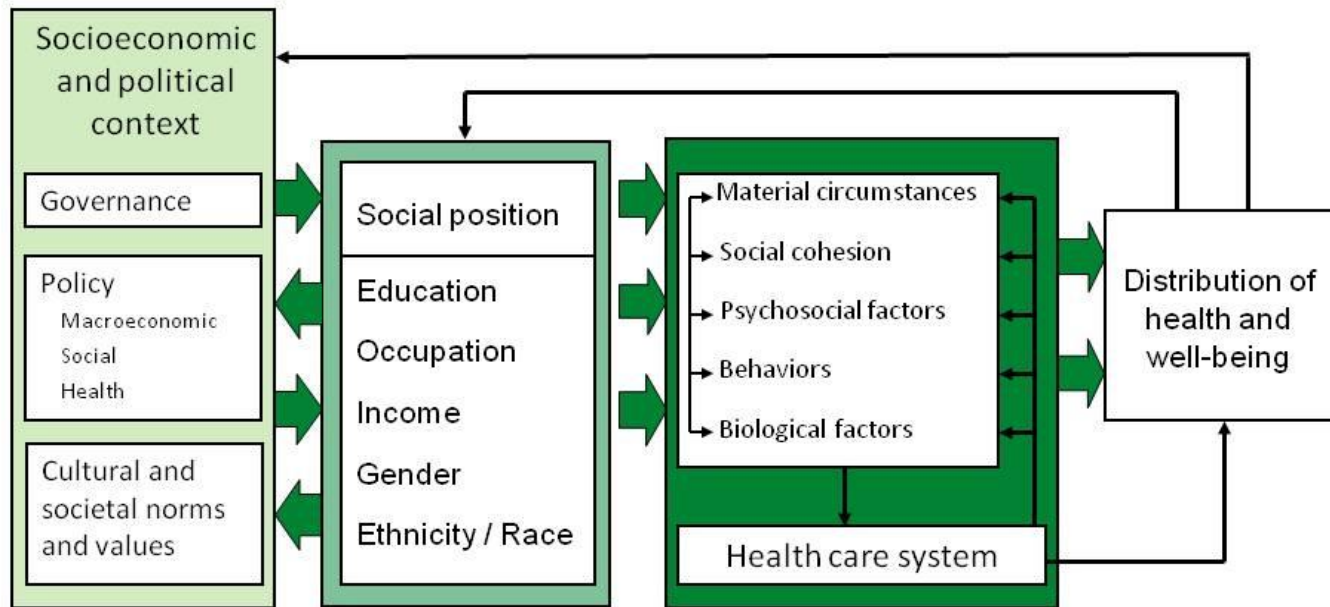 Socioeconomic
and political
context
Governance
Policy
Macroeconomic
Social
Health
Cultural and
societal norms
and values
Social position
Education
Occupation
Income
Gender
Ethnicity / Race
Material circumstances
Social cohesion
Psychosocial factors
Behaviors
Biological factors
Health care system
Distribution of
health and
well-being